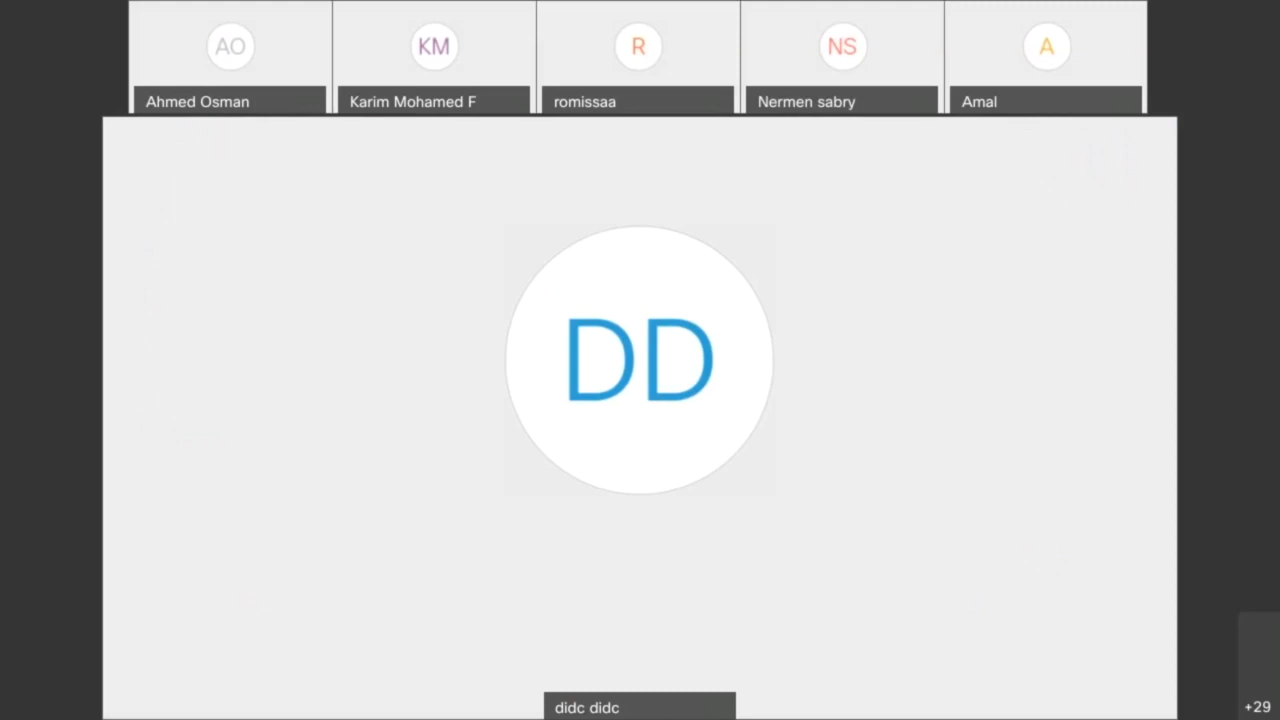 AO
KM
R
NS
A
Ahmed Osman
Karim Mohamed F
romissaa
Nermen sabry
Amal
DD
didc didc
+29